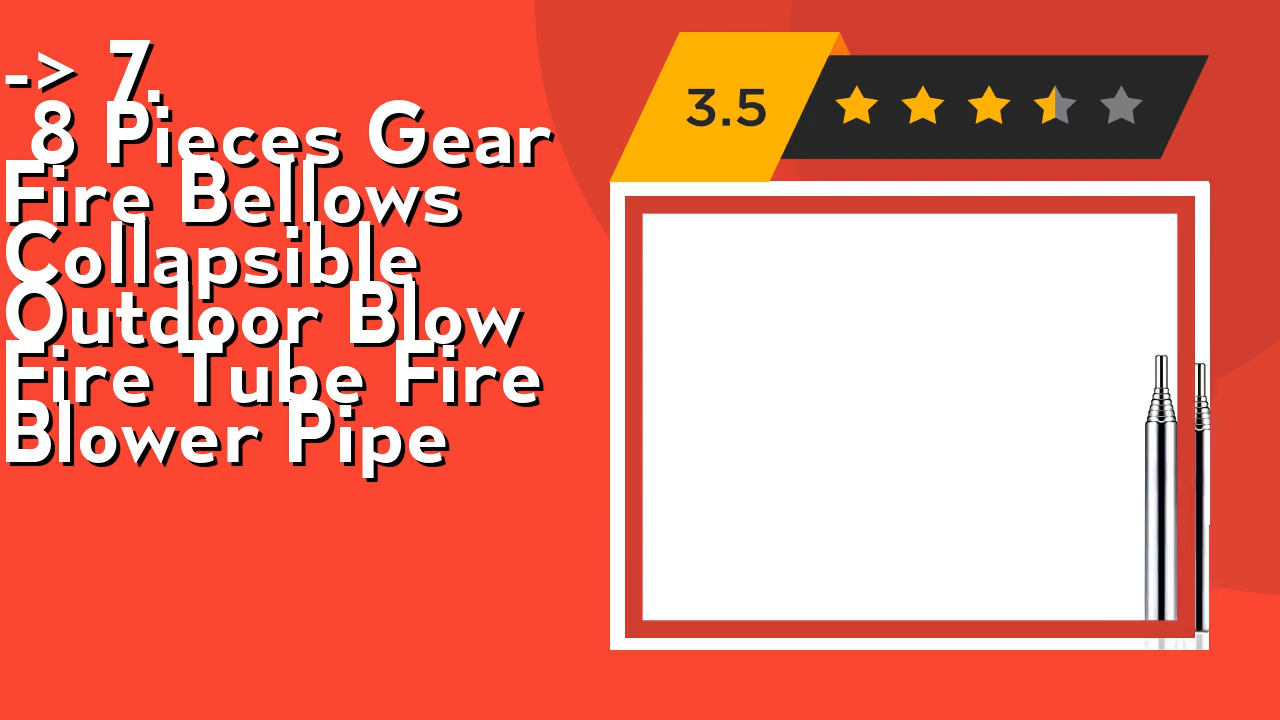 -> 7.
8 Pieces Gear
Fire Bellows
Collapsible
Outdoor Blow
Fire Tube Fire
Blower Pipe
3.5